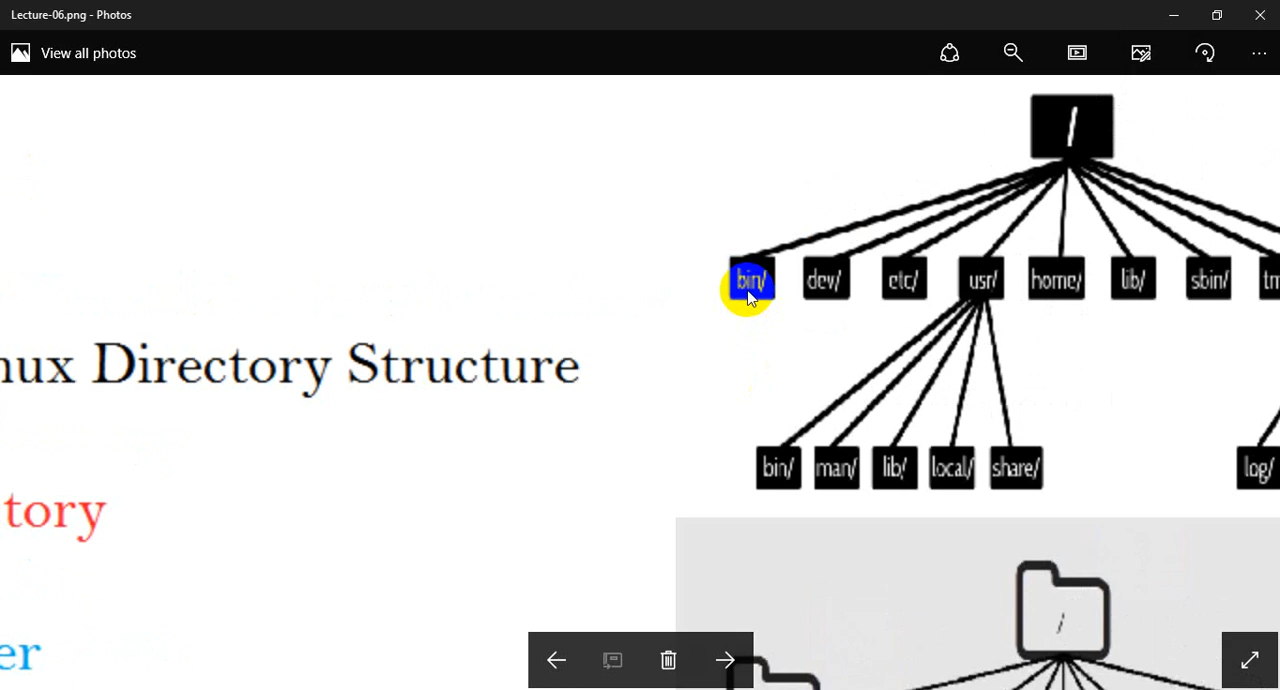 Lecture-06.png - Photos
View all photos
/
bin/ dev/ etc/ usr/ home/ lib/ sbin/
nux Directory Structure
bin/ man/ lib/ local/ share/ log/
tory
/
er